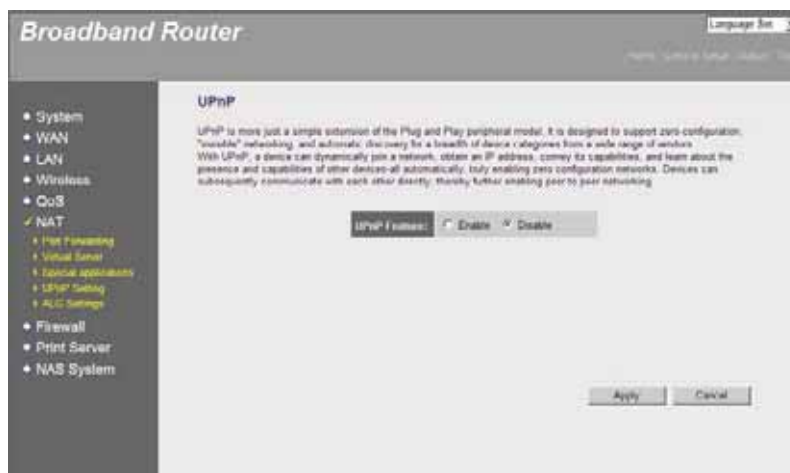 Broadband Router
Language Sel
• System
• WAN
• LAN
• Wireless
• QoS
✓ NAT
Port Forwarding
Virtual Server
Special applications
UPnP Setting
ALG Settings
• Firewall
• Print Server
• NAS System
UPnP
UPnP is more just a simple extension of the Plug and Play peripheral model. It is designed to support zero-configuration,
"invisible" networking, and automatic discovery for a breadth of device categories from a wide range of vendors
With UPnP, a device can dynamically join a network, obtain an IP address, convey its capabilities, and learn about the
presence and capabilities of other devices-all automatically, truly enabling zero configuration networks. Devices can
subsequently communicate with each other directly, thereby further enabling peer to peer networking
UPnP Feature: Enable Disable
Apply Cancel